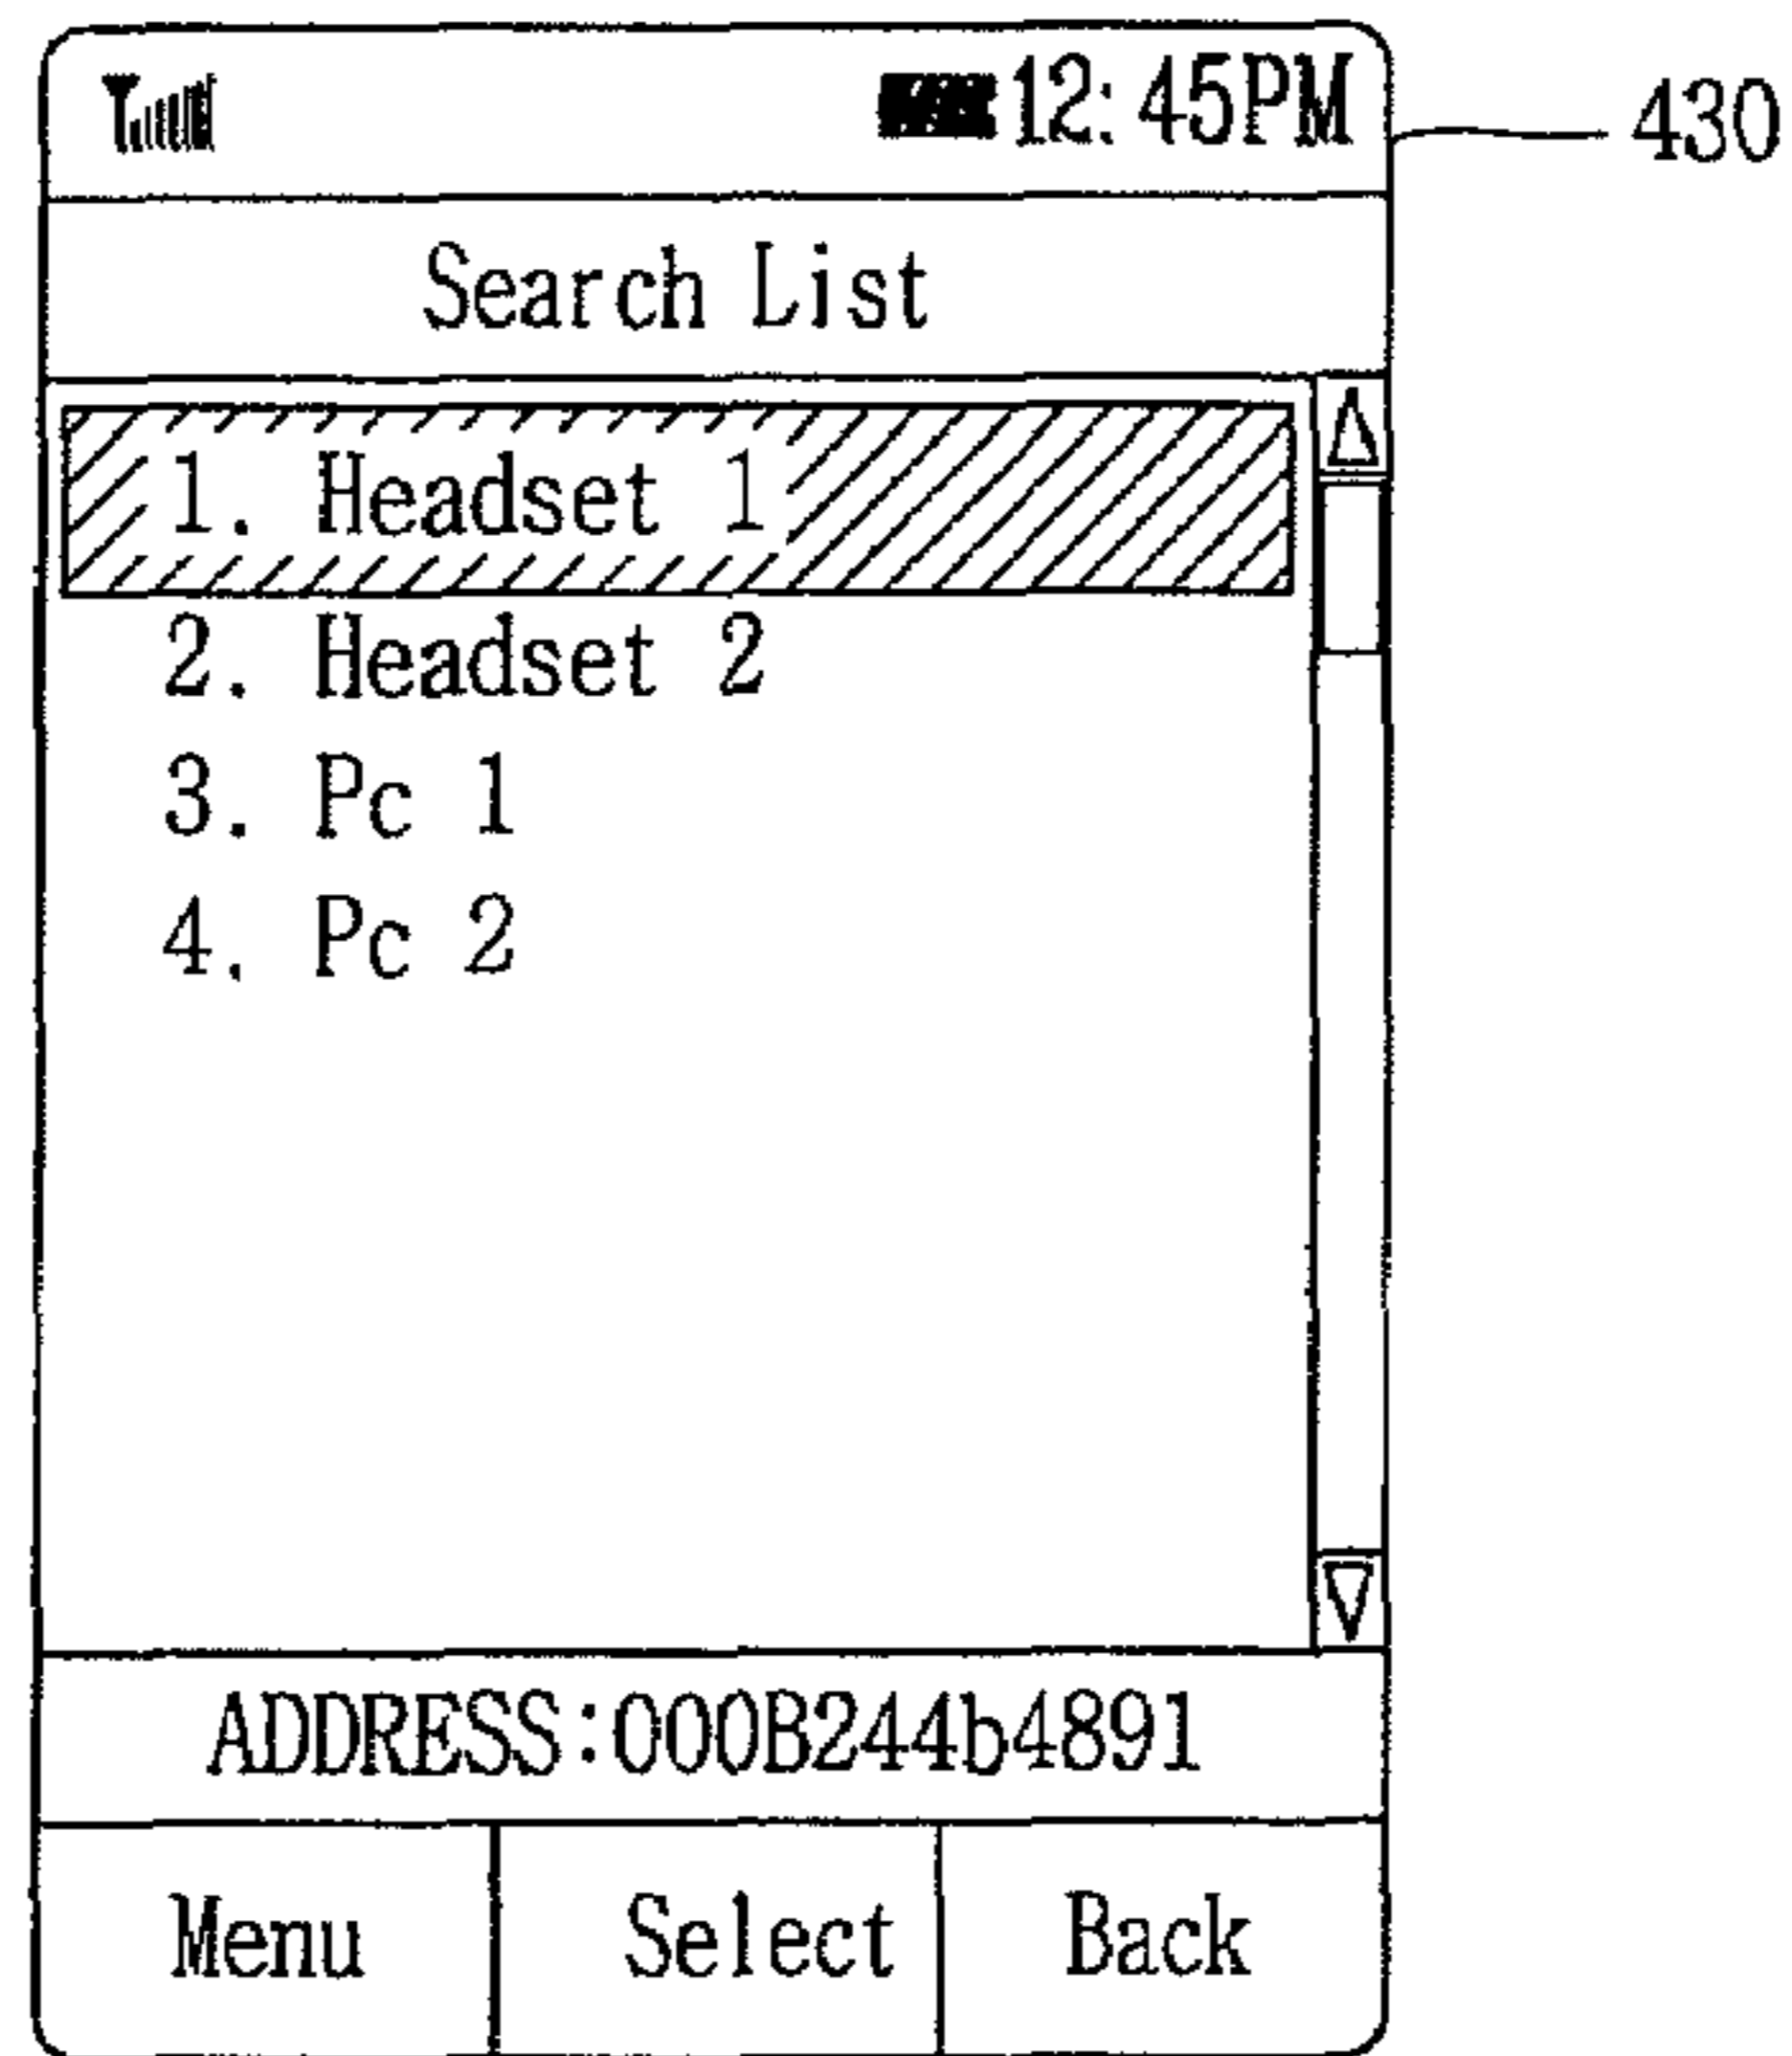 12:45PM
430
Search List
1. Headset 1
2. Headset 2
3. Pc 1
4. Pc 2
ADDRESS:000B244b4891
Menu Select Back